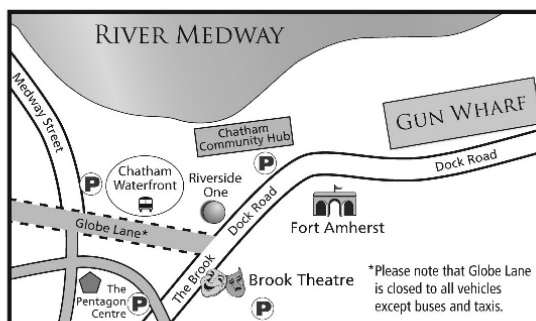 RIVER MEDWAY
Medway Street
GUN WHARF
Chatham
Community Hub
P
Dock Road
P
Chatham
Waterfront
Riverside
One
Dock Road
Fort Amherst
Globe Lane*
The Brook
Brook Theatre
The
Pentagon
Centre
P
P
*Please note that Globe Lane
is closed to all vehicles
except buses and taxis.